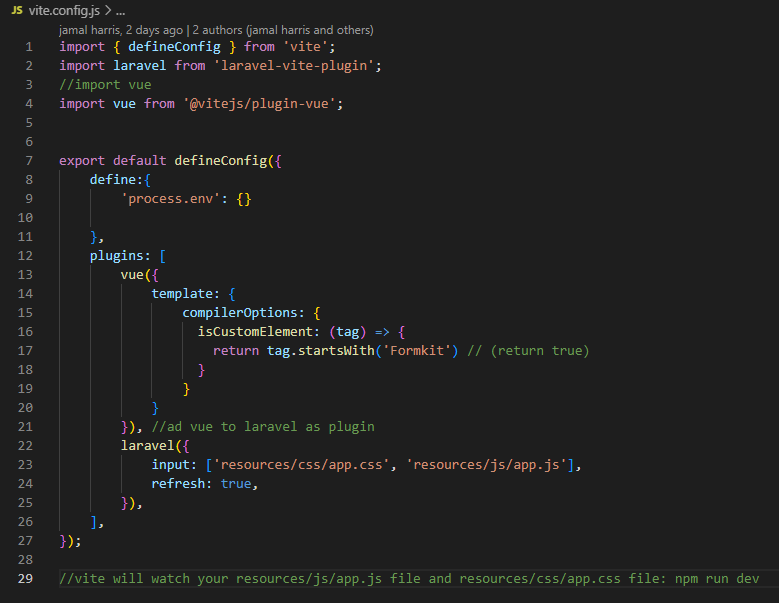 JS vite.config.js > ...
jamal harris, 2 days ago | 2 authors (jamal harris and others)
1 import { defineConfig } from 'vite';
2 import laravel from 'laravel-vite-plugin';
3 //import vue
4 import vue from '@vitejs/plugin-vue';
5
6
7 export default defineConfig({
8     define:{
9         'process.env': {}
10
11     },
12     plugins: [
13         vue({
14             template: {
15                 compilerOptions: {
16                   isCustomElement: (tag) => {
17                     return tag.startsWith('Formkit') // (return true)
18                   }
19                 }
20             }
21         }), //ad vue to laravel as plugin
22         laravel({
23             input: ['resources/css/app.css', 'resources/js/app.js'],
24             refresh: true,
25         }),
26     ],
27 });
28
29 //vite will watch your resources/js/app.js file and resources/css/app.css file: npm run dev